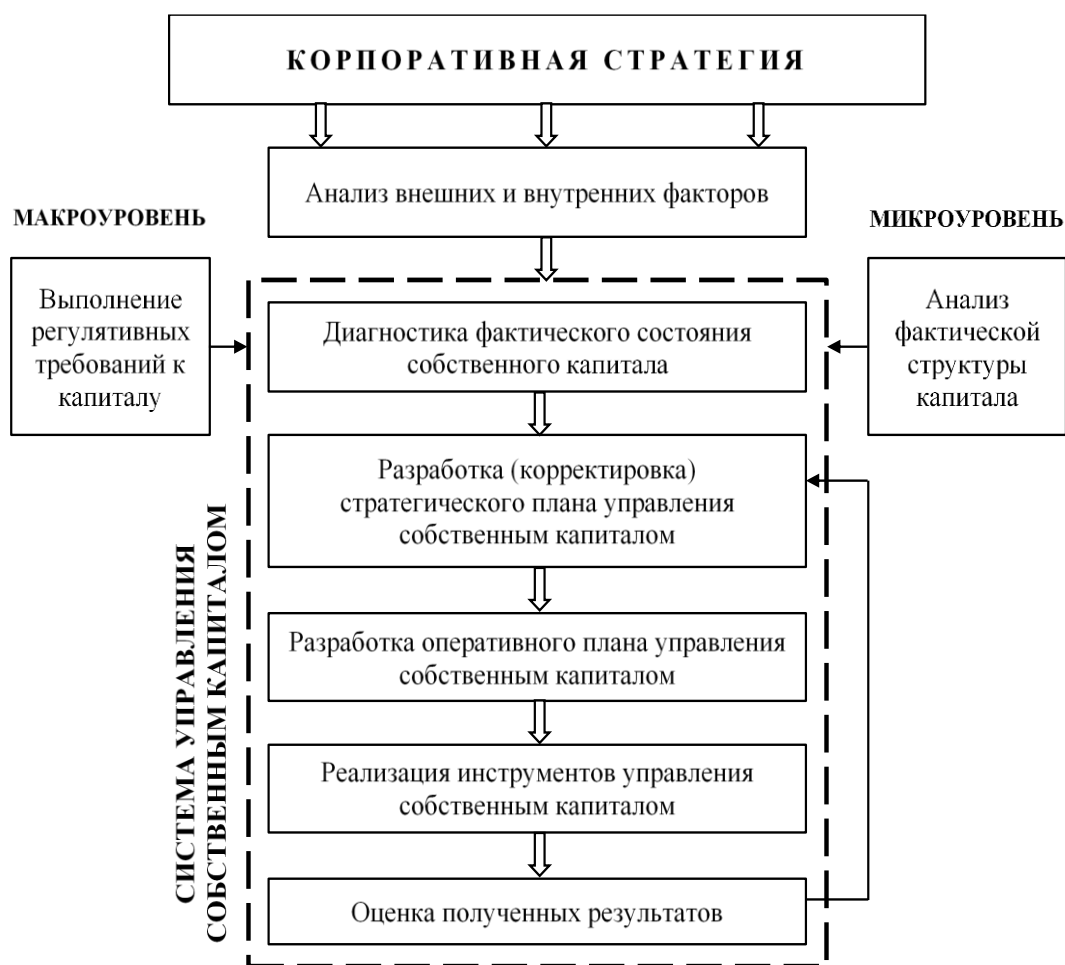 КОРПОРАТИВНАЯ СТРАТЕГИЯ
Анализ внешних и внутренних факторов
МАКРОУРОВЕНЬ
Выполнение
регулятивных
требований к
капиталу
МИКРОУРОВЕНЬ
Анализ
фактической
структуры
капитала
СИСТЕМА УПРАВЛЕНИЯ
СОБСТВЕННЫМ КАПИТАЛОМ
Диагностика фактического состояния
собственного капитала
Разработка (корректировка)
стратегического плана управления
собственным капиталом
Разработка оперативного плана управления
собственным капиталом
Реализация инструментов управления
собственным капиталом
Оценка полученных результатов